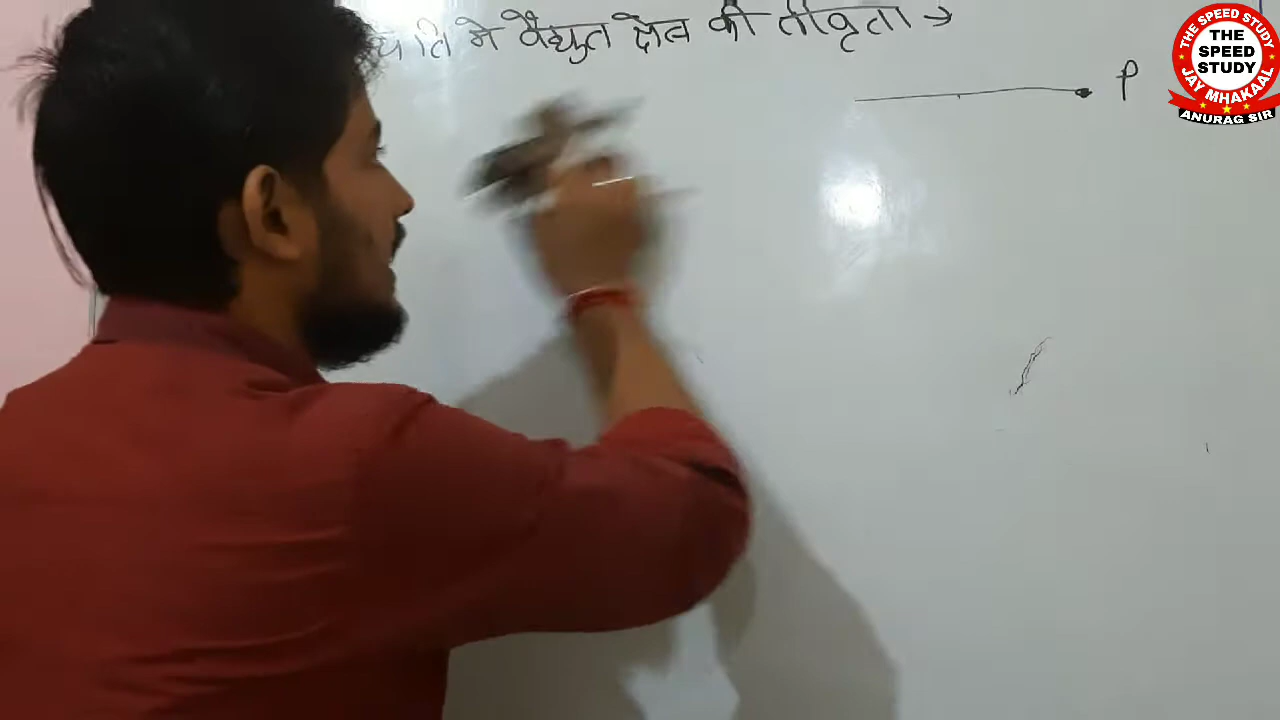 में वैद्युत क्षेत्र की तीव्रता →
P
THE SPEED STUDY
THE
SPEED
STUDY
JAY MHAKAAL
ANURAG SIR